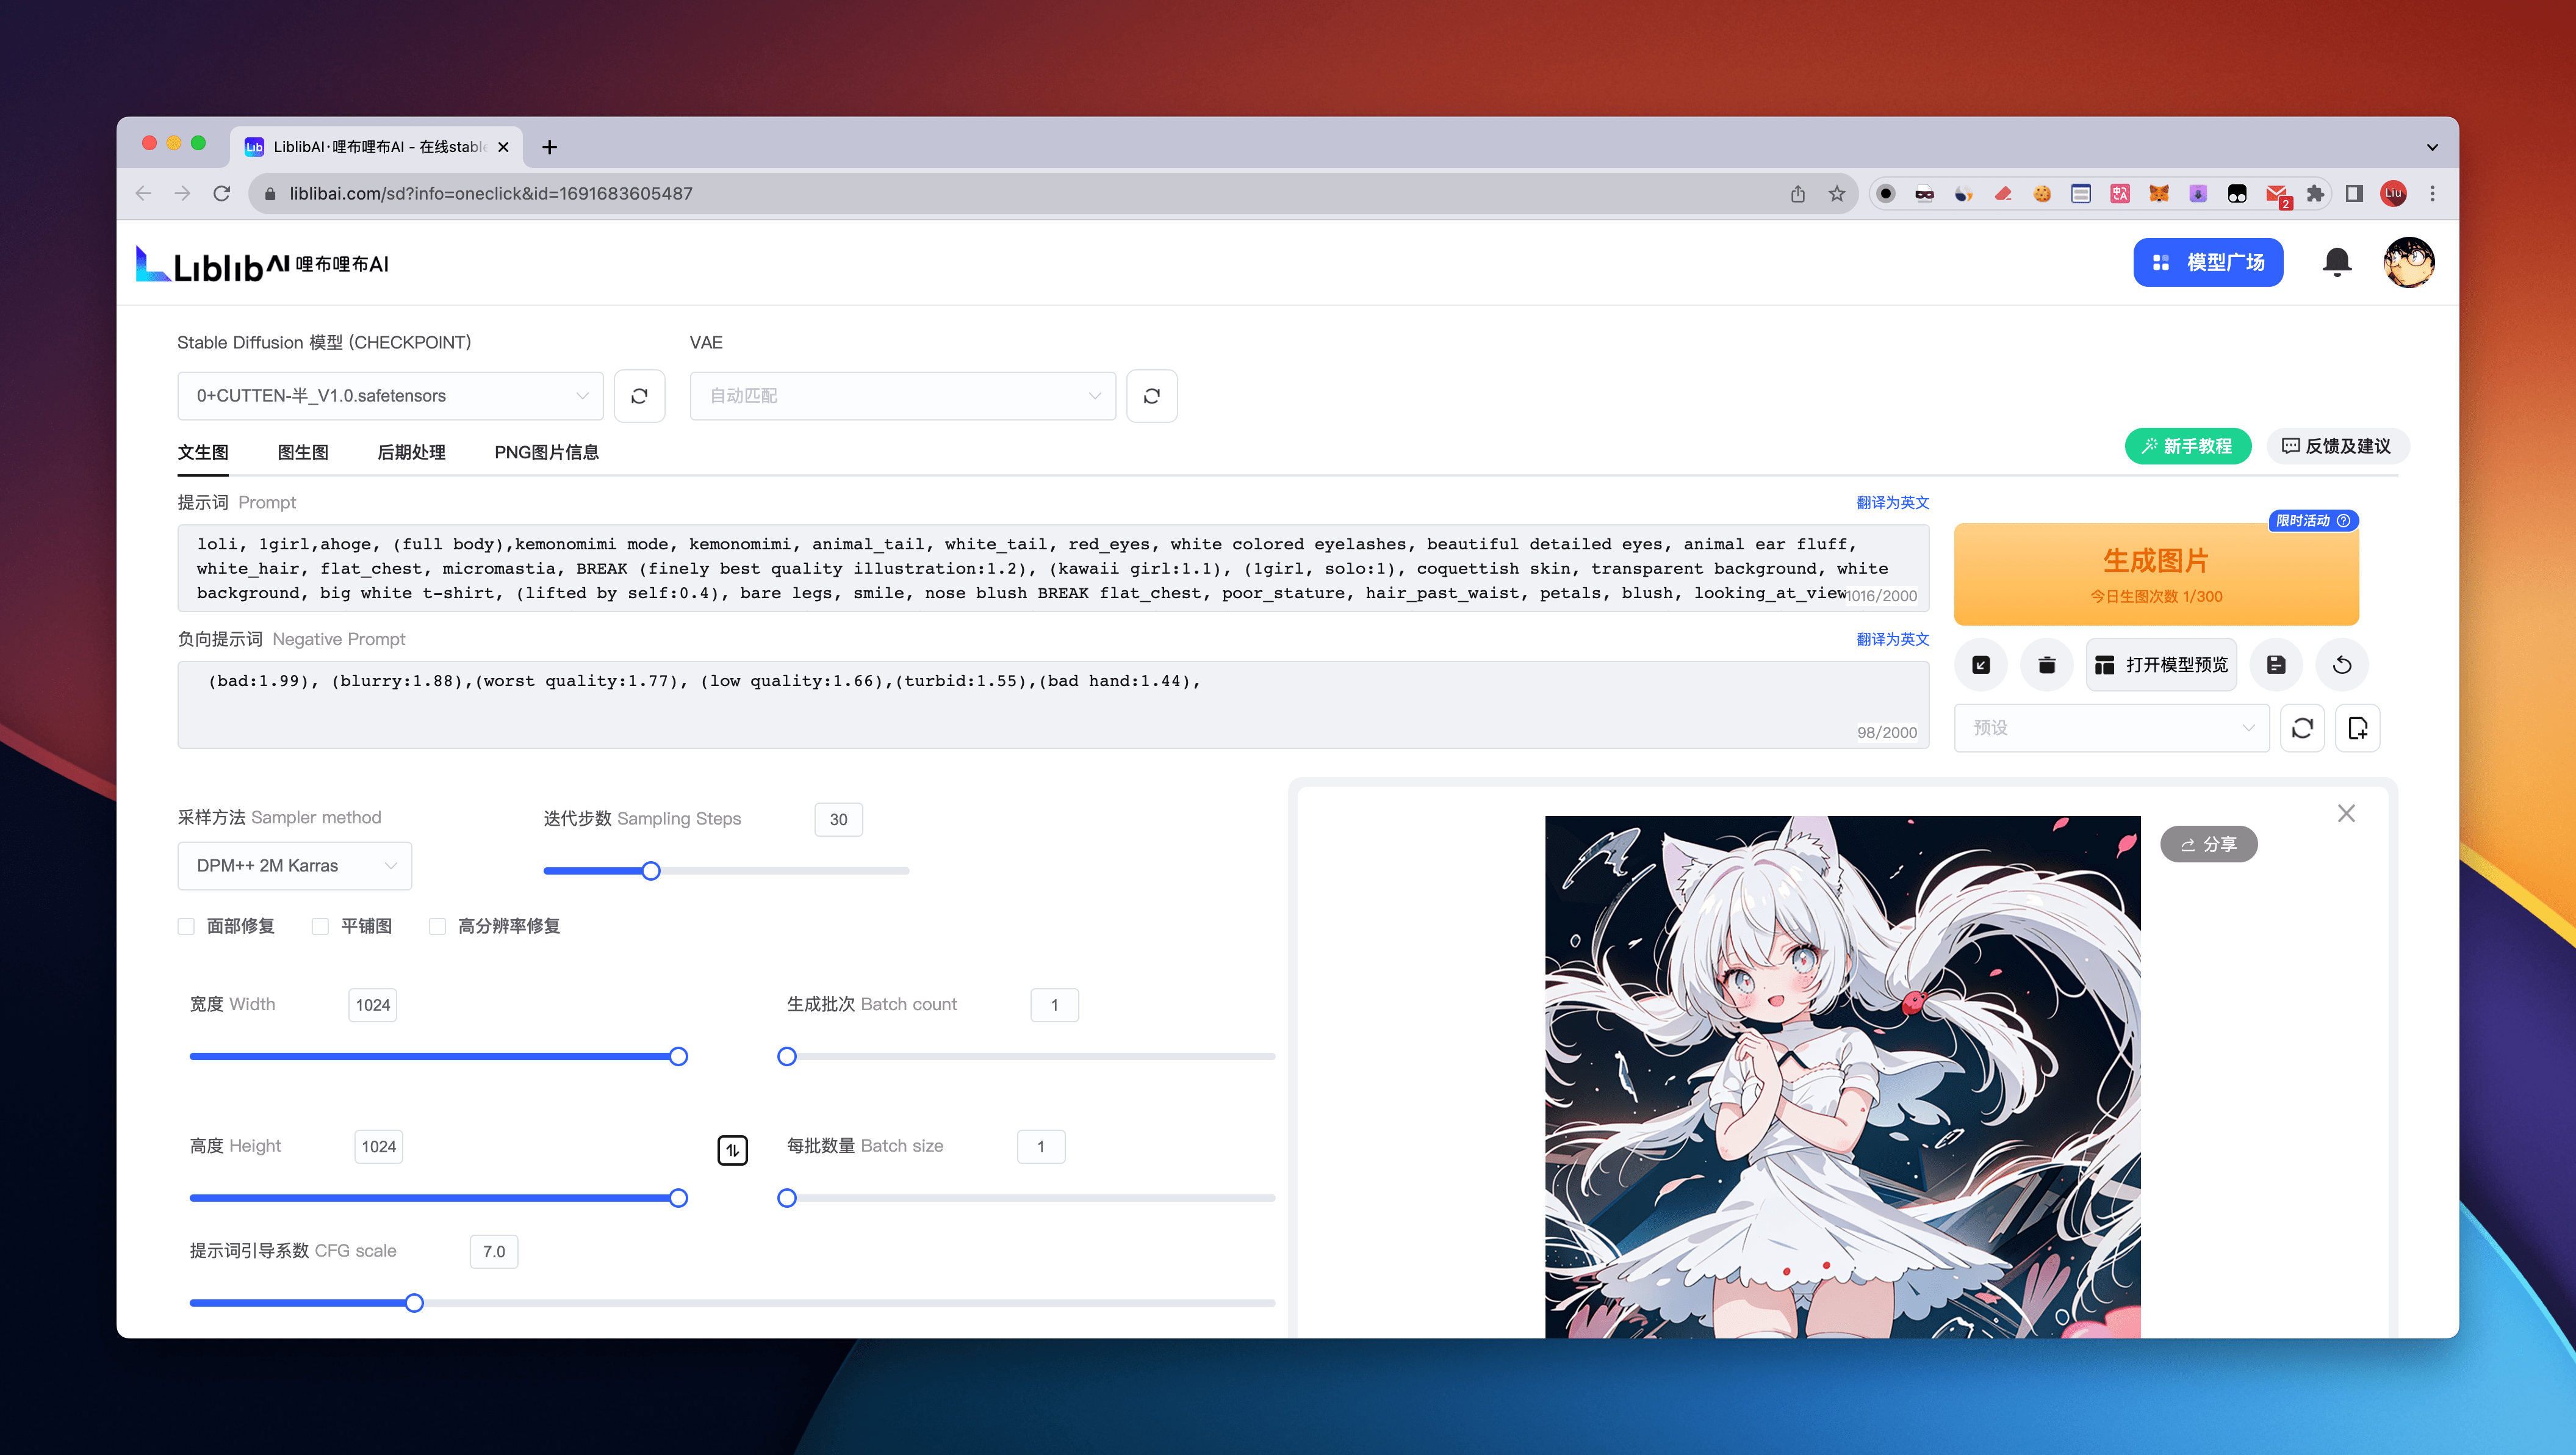 LiblibAI·哩布哩布AI - 在线stable
liblibai.com/sd?info=oneclick&id=1691683605487
2
Liu
LiblibAI 哩布哩布AI
模型广场
Stable Diffusion 模型 (CHECKPOINT)
VAE
0+CUTTEN-半_V1.0.safetensors
自动匹配
文生图 图生图 后期处理 PNG图片信息
新手教程
反馈及建议
提示词 Prompt
翻译为英文
loli, 1girl,ahoge, (full body),kemonomimi mode, kemonomimi, animal_tail, white_tail, red_eyes, white colored eyelashes, beautiful detailed eyes, animal ear fluff,
white_hair, flat_chest, micromastia, BREAK (finely best quality illustration:1.2), (kawaii girl:1.1), (1girl, solo:1), coquettish skin, transparent background, white
background, big white t-shirt, (lifted by self:0.4), bare legs, smile, nose blush BREAK flat_chest, poor_stature, hair_past_waist, petals, blush, looking_at_view
1016/2000
限时活动
生成图片
今日生图次数 1/300
负向提示词 Negative Prompt
翻译为英文
(bad:1.99), (blurry:1.88),(worst quality:1.77), (low quality:1.66),(turbid:1.55),(bad hand:1.44),
98/2000
打开模型预览
预设
采样方法 Sampler method
迭代步数 Sampling Steps
30
DPM++ 2M Karras
面部修复 平铺图 高分辨率修复
宽度 Width
1024
生成批次 Batch count
1
高度 Height
1024
每批数量 Batch size
1
提示词引导系数 CFG scale
7.0
分享